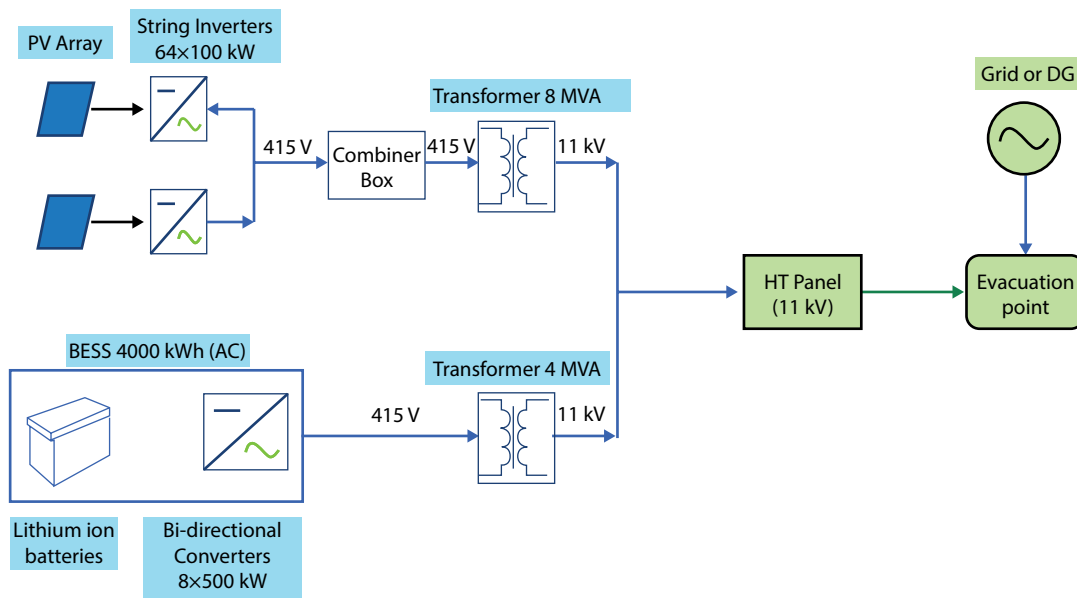 PV Array
String Inverters
64×100 kW
415 V
Combiner
Box
415 V
Transformer 8 MVA
11 kV
Grid or DG
HT Panel
(11 kV)
Evacuation
point
BESS 4000 kWh (AC)
415 V
Transformer 4 MVA
11 kV
Lithium ion
batteries
Bi-directional
Converters
8×500 kW